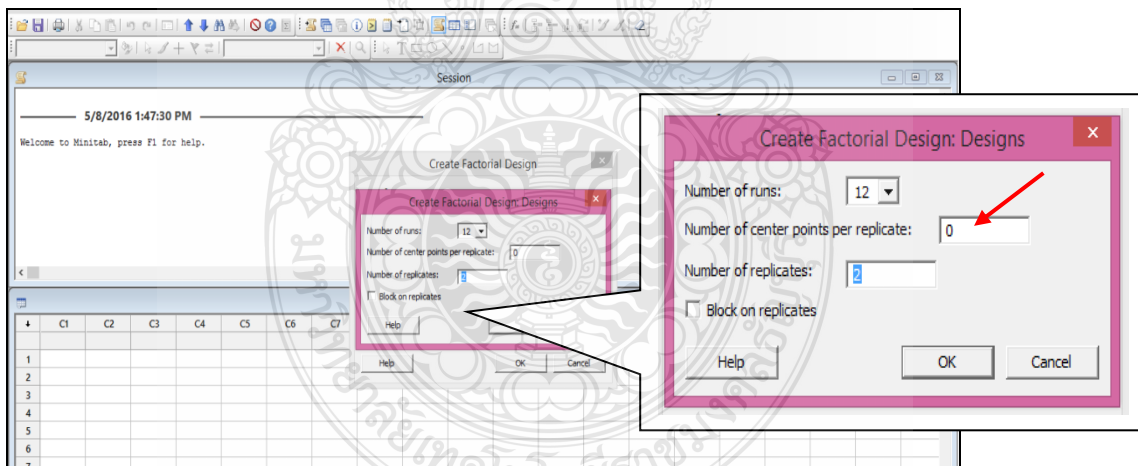 Session
5/8/2016 1:47:30 PM
Welcome to Minitab, press F1 for help.
Create Factorial Design
Create Factorial Design: Designs
Number of runs: 12
Number of center points per replicate: 0
Number of replicates: 2
Block on replicates
Help
Help OK Cancel
C1 C2 C3 C4 C5 C6 C7
1
2
3
4
5
6
7
Create Factorial Design: Designs
Number of runs: 12
Number of center points per replicate: 0
Number of replicates: 2
Block on replicates
Help OK Cancel